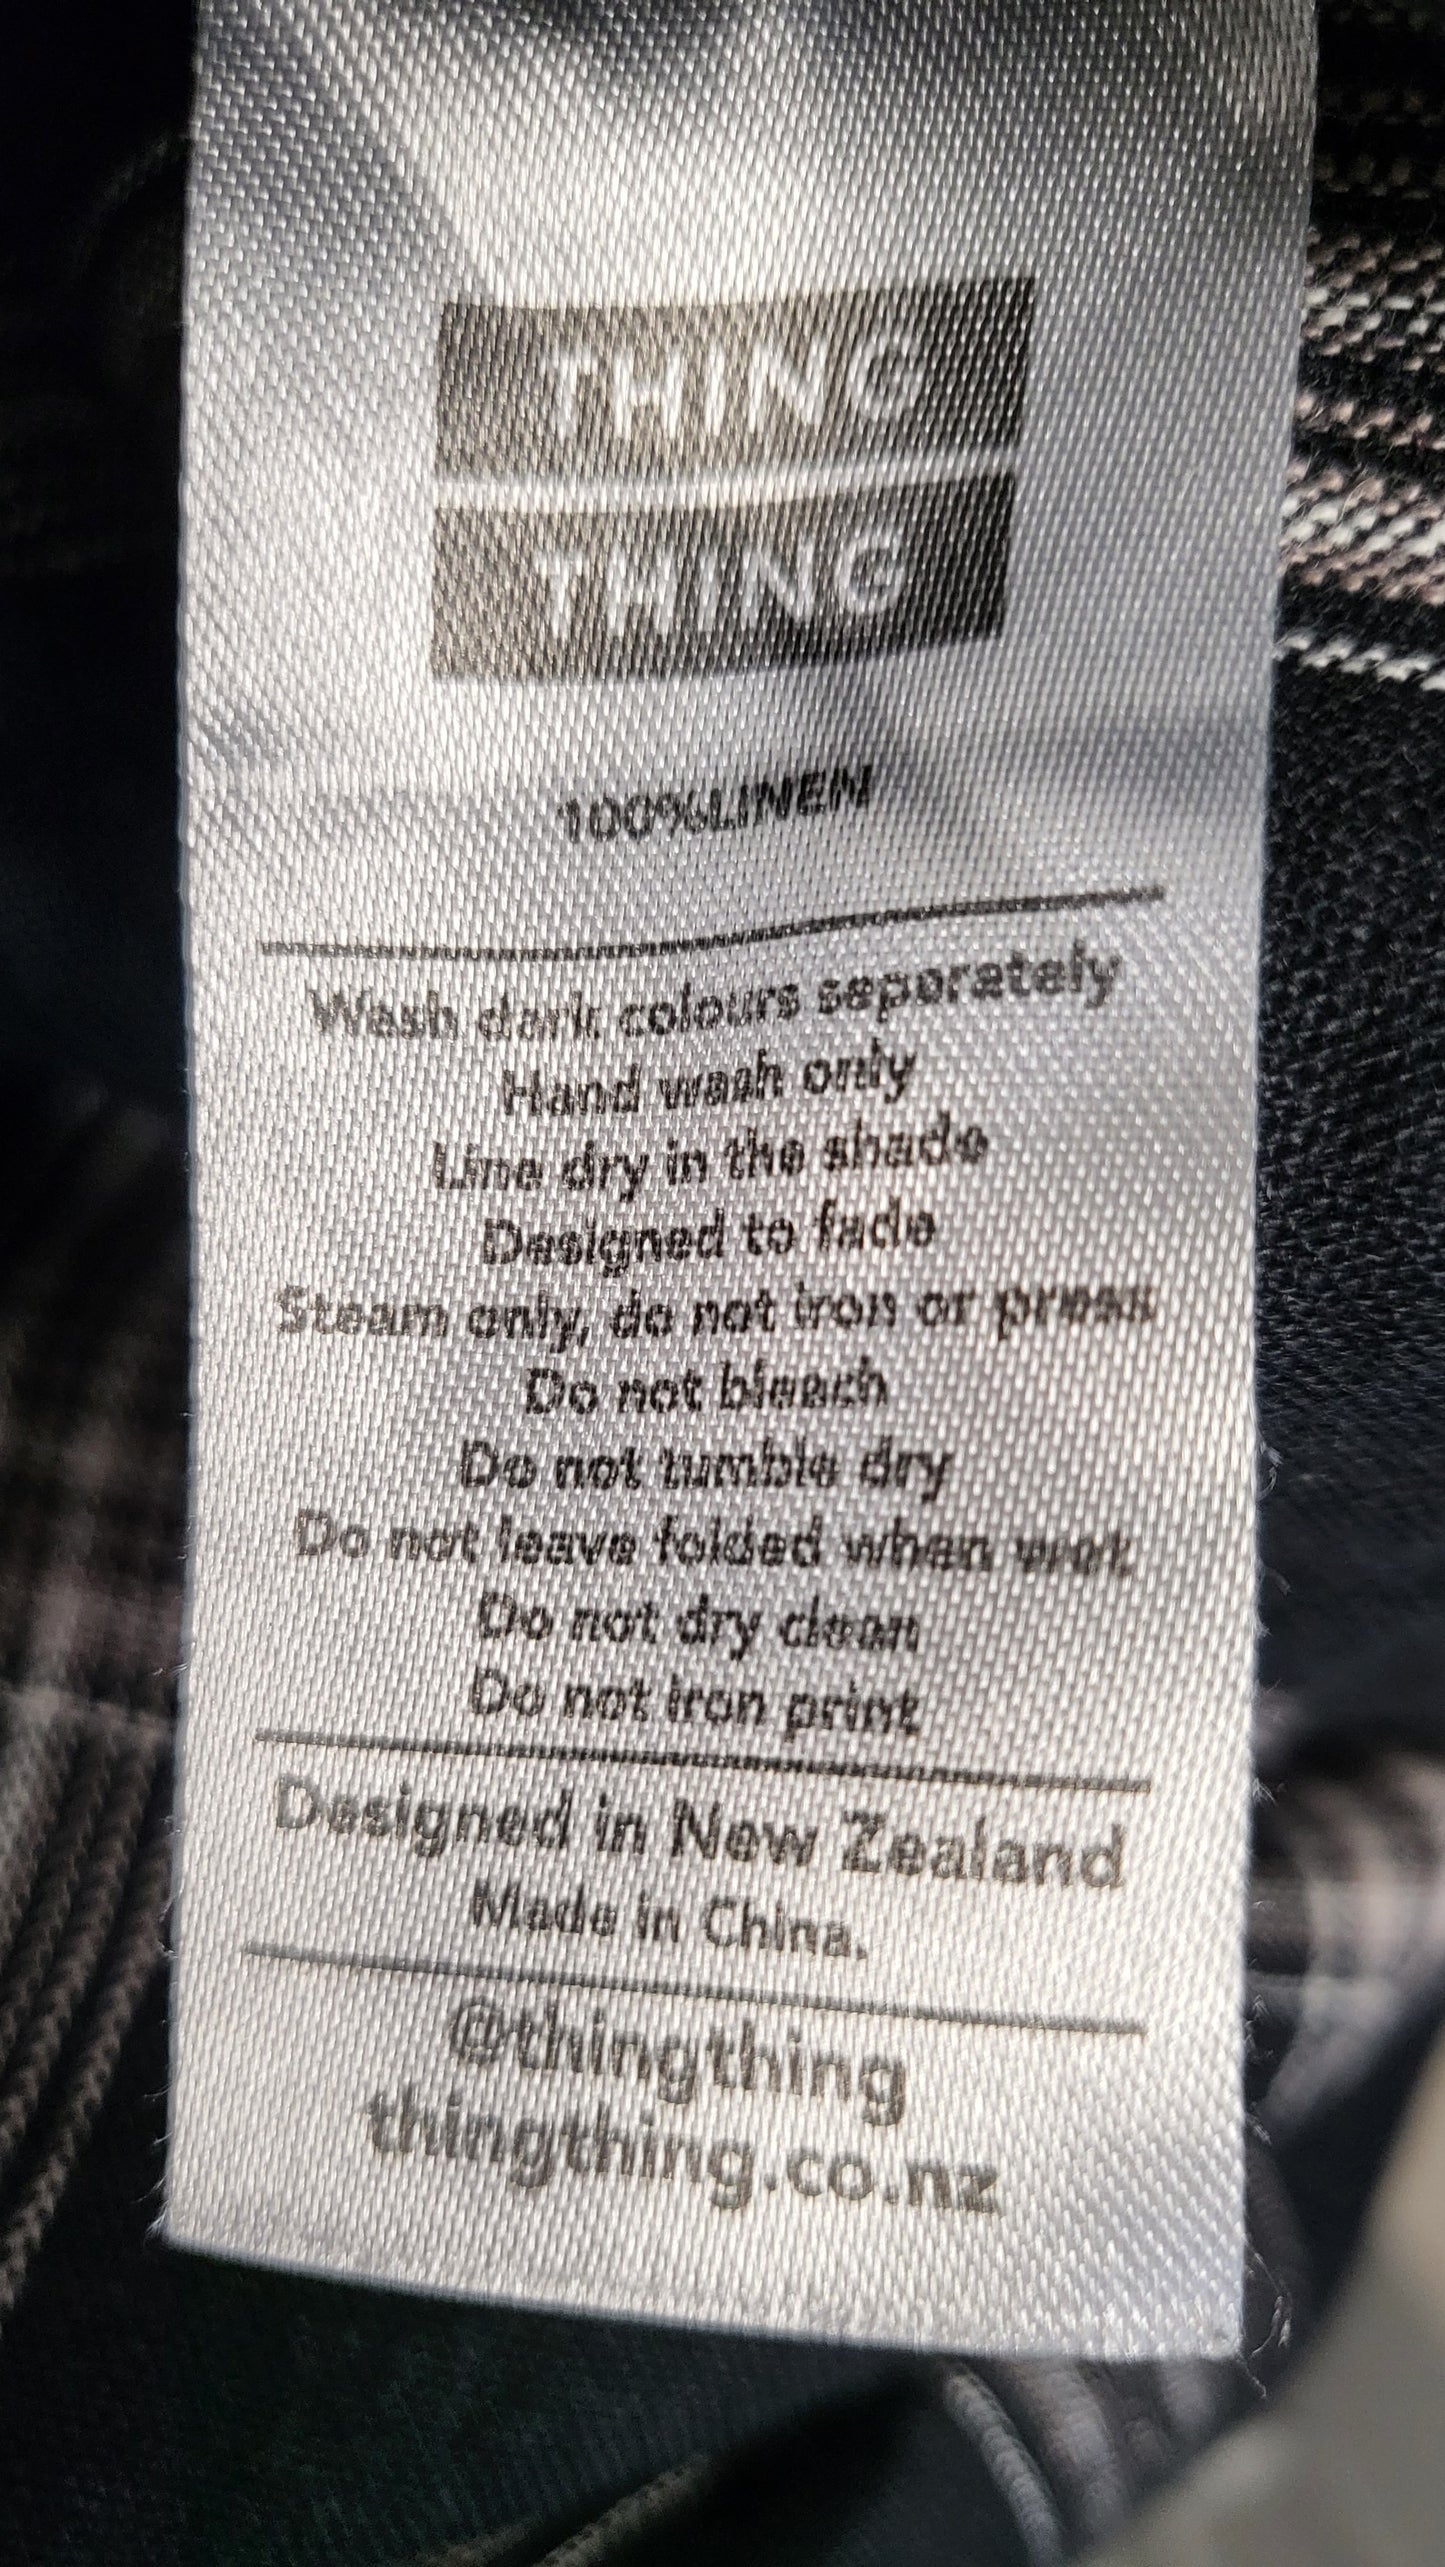 THING
THING
100%LINEN
Wash dark colours separately
Hand wash only
Line dry in the shade
Designed to fade
Steam only, do not iron or press
Do not bleach
Do not tumble dry
Do not leave folded when wet
Do not dry clean
Do not iron print
Designed in New Zealand
Made in China.
@thingthing
thingthing.co.nz